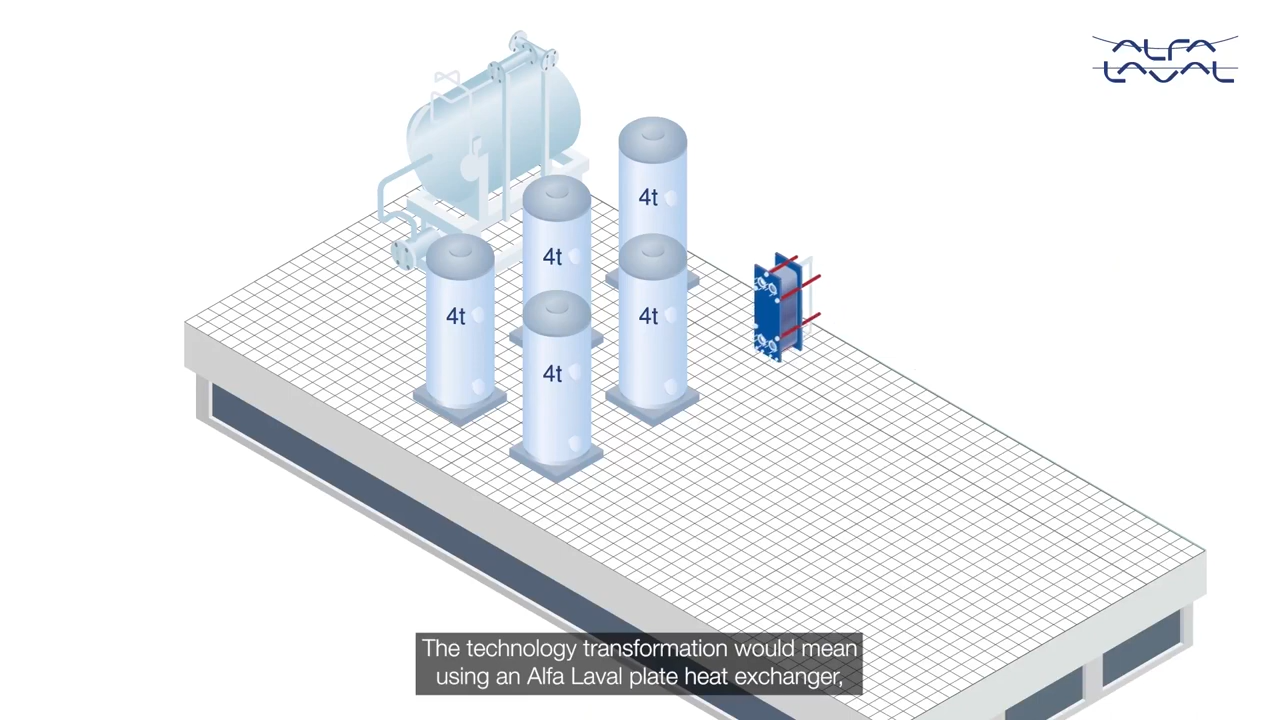 ALFA
LAVAL
4t
4t
4t
4t
4t
The technology transformation would mean
using an Alfa Laval plate heat exchanger,